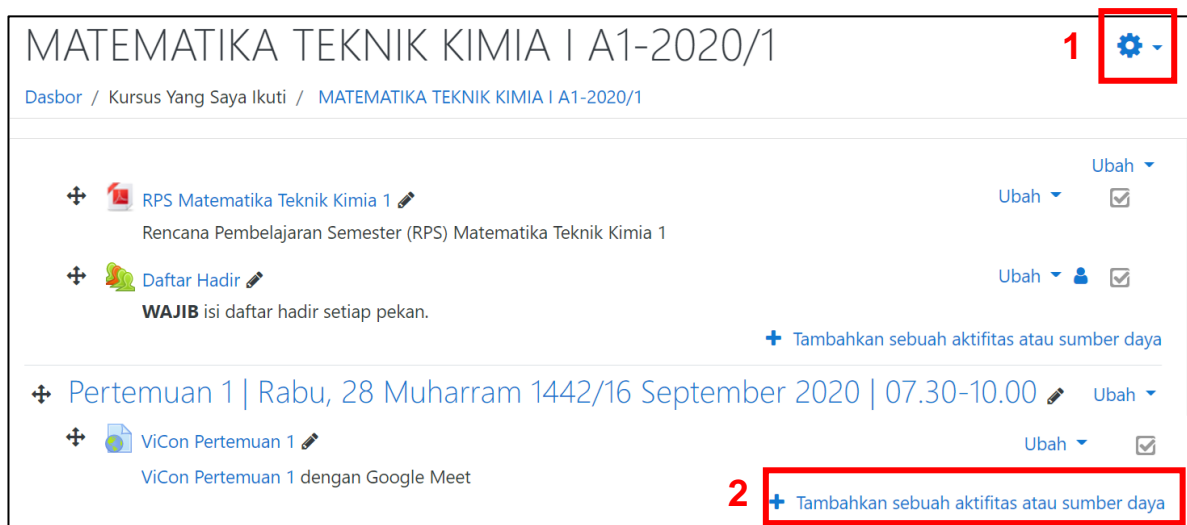 MATEMATIKA TEKNIK KIMIA I A1-2020/1
1
Dasbor / Kursus Yang Saya Ikuti / MATEMATIKA TEKNIK KIMIA I A1-2020/1
Ubah
RPS Matematika Teknik Kimia 1 Ubah
Rencana Pembelajaran Semester (RPS) Matematika Teknik Kimia 1
Daftar Hadir Ubah
WAJIB isi daftar hadir setiap pekan.
+ Tambahkan sebuah aktifitas atau sumber daya
Pertemuan 1 | Rabu, 28 Muharram 1442/16 September 2020 | 07.30-10.00 Ubah
ViCon Pertemuan 1 Ubah
ViCon Pertemuan 1 dengan Google Meet
2
+ Tambahkan sebuah aktifitas atau sumber daya